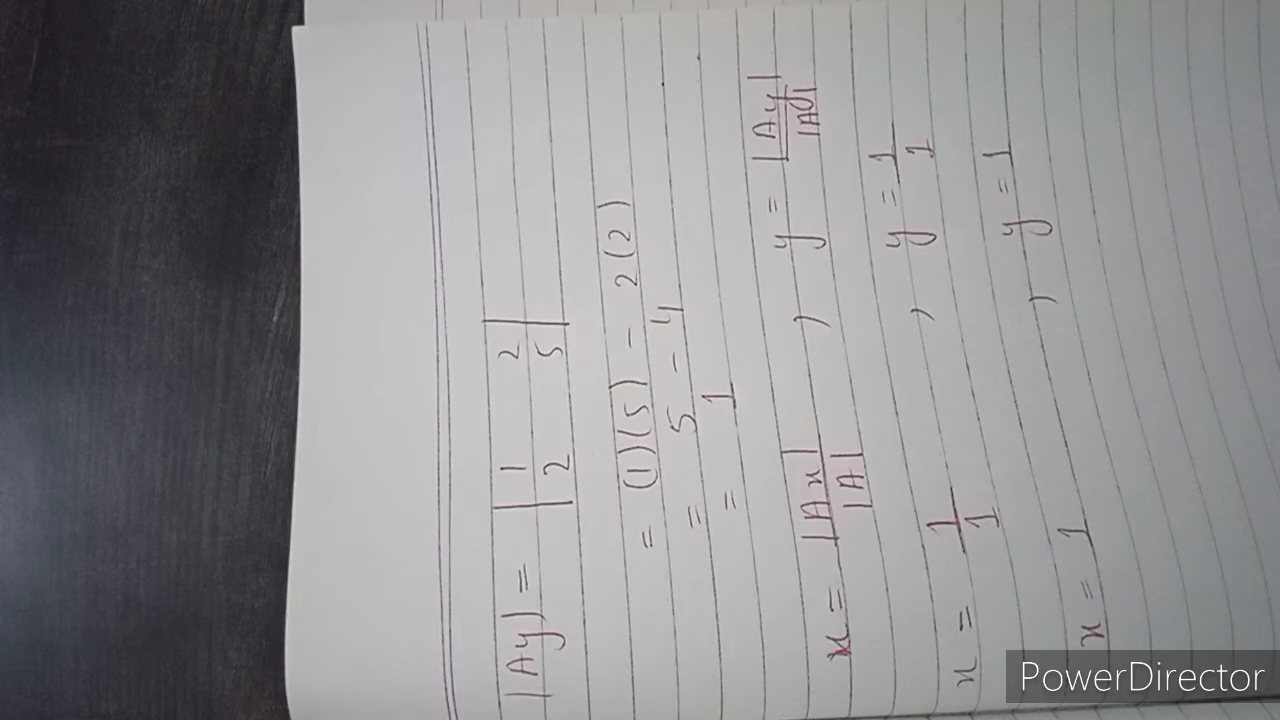 |Ay| = | 1 2 |
| 2 5 |
= (1)(5) - 2(2)
= 5 - 4
= 1
x = |Ax| / |A| , y = |Ay| / |A|
x = 1/1 , y = 1/1
x = 1 , y = 1
PowerDirector